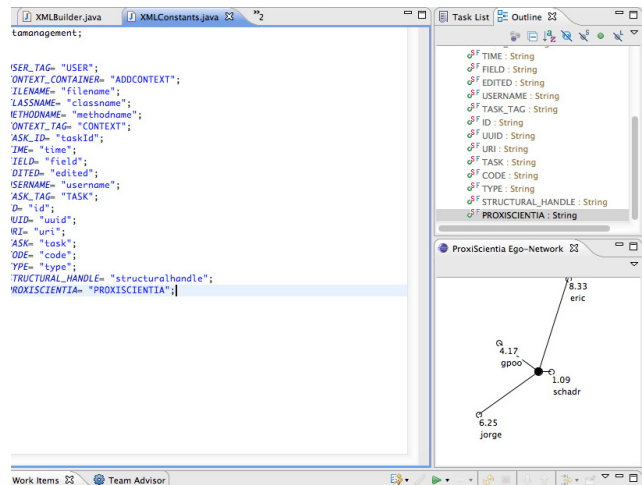 XMLBuilder.java
XMLConstants.java
"2
tamanagement;
USER_TAG= "USER";
CONTEXT_CONTAINER= "ADDCONTEXT";
FILENAME= "filename";
CLASSNAME= "classname";
METHODNAME= "methodname";
CONTEXT_TAG= "CONTEXT";
TASK_ID= "taskId";
TIME= "time";
FIELD= "field";
EDITED= "edited";
USERNAME= "username";
TASK_TAG= "TASK";
ID= "id";
UUID= "uuid";
URI= "uri";
TASK= "task";
CODE= "code";
TYPE= "type";
STRUCTURAL_HANDLE= "structuralhandle";
PROXISCIENTIA= "PROXISCIENTIA";
Task List
Outline
TIME : String
FIELD : String
EDITED : String
USERNAME : String
TASK_TAG : String
ID : String
UUID : String
URI : String
TASK : String
CODE : String
TYPE : String
STRUCTURAL_HANDLE : String
PROXISCIENTIA : String
ProxiScientia Ego-Network
8.33
eric
4.17
gpoo
1.09
schadr
6.25
jorge
Work Items
Team Advisor